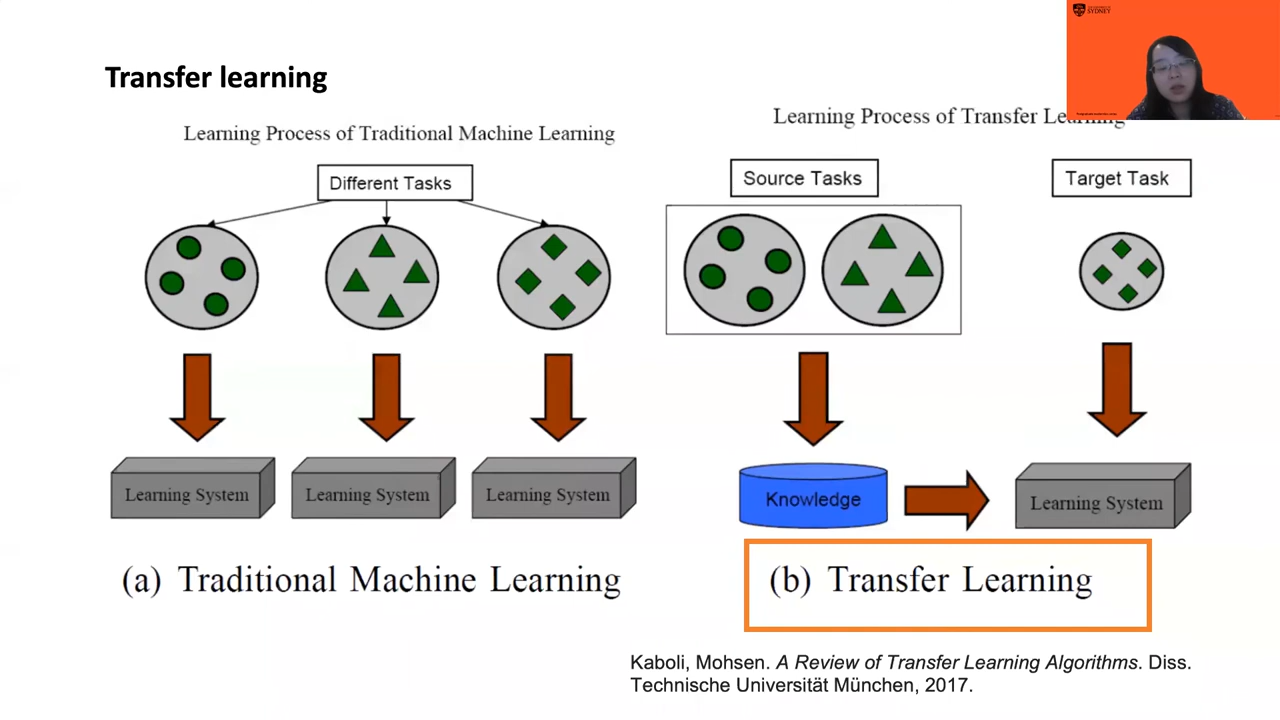 SYDNEY
Transfer learning
Learning Process of Traditional Machine Learning
Learning Process of Transfer Learning
Different Tasks
Source Tasks
Target Task
Learning System
Learning System
Learning System
Knowledge
Learning System
(a) Traditional Machine Learning
(b) Transfer Learning
Kaboli, Mohsen. A Review of Transfer Learning Algorithms. Diss.
Technische Universität München, 2017.